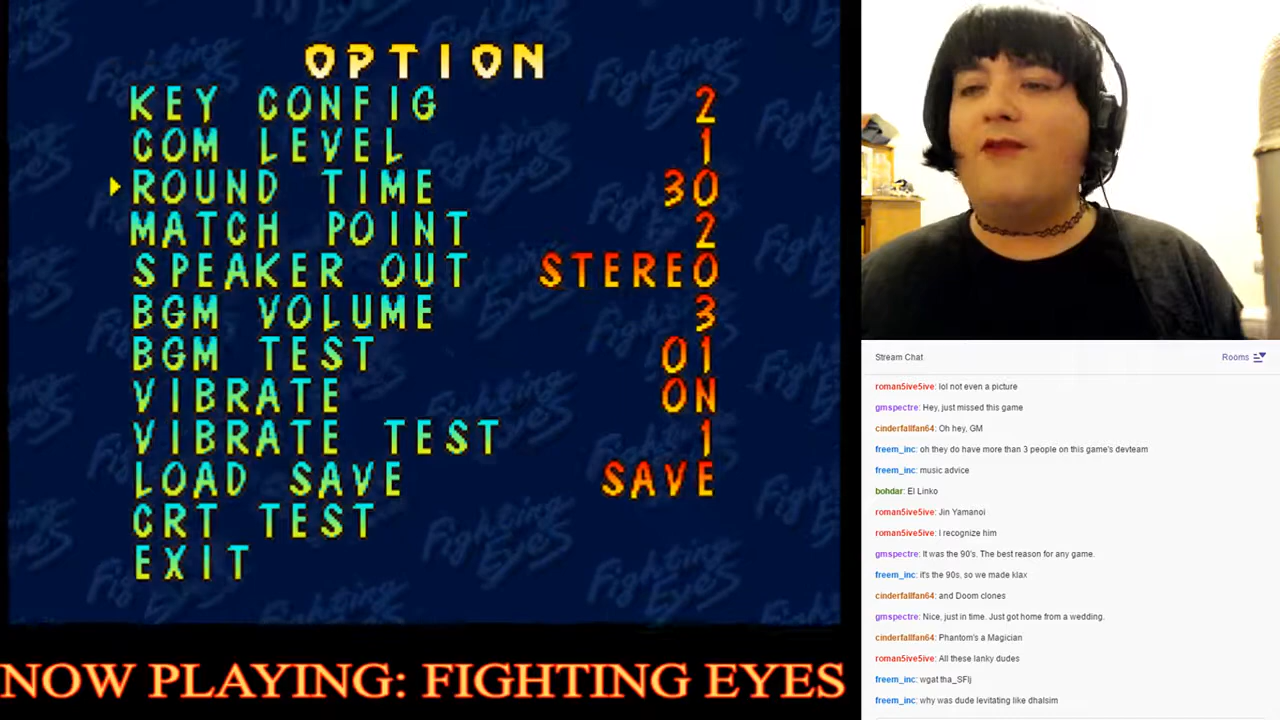 OPTION
KEY CONFIG 2
COM LEVEL 1
ROUND TIME 30
MATCH POINT 2
SPEAKER OUT STEREO
BGM VOLUME 3
BGM TEST 01
VIBRATE ON
VIBRATE TEST 1
LOAD SAVE SAVE
CRT TEST
EXIT
Fighting Eyes
NOW PLAYING: FIGHTING EYES
Stream Chat Rooms
roman5ive5ive: lol not even a picture
gmspectre: Hey, just missed this game
cinderfallfan64: Oh hey, GM
freem_inc: oh they do have more than 3 people on this game's devteam
freem_inc: music advice
bohdar: El Linko
roman5ive5ive: Jin Yamanoi
roman5ive5ive: I recognize him
gmspectre: It was the 90's. The best reason for any game.
freem_inc: it's the 90s, so we made klax
cinderfallfan64: and Doom clones
gmspectre: Nice, just in time. Just got home from a wedding.
cinderfallfan64: Phantom's a Magician
roman5ive5ive: All these lanky dudes
freem_inc: wgat tha_SFlj
freem_inc: why was dude levitating like dhalsim